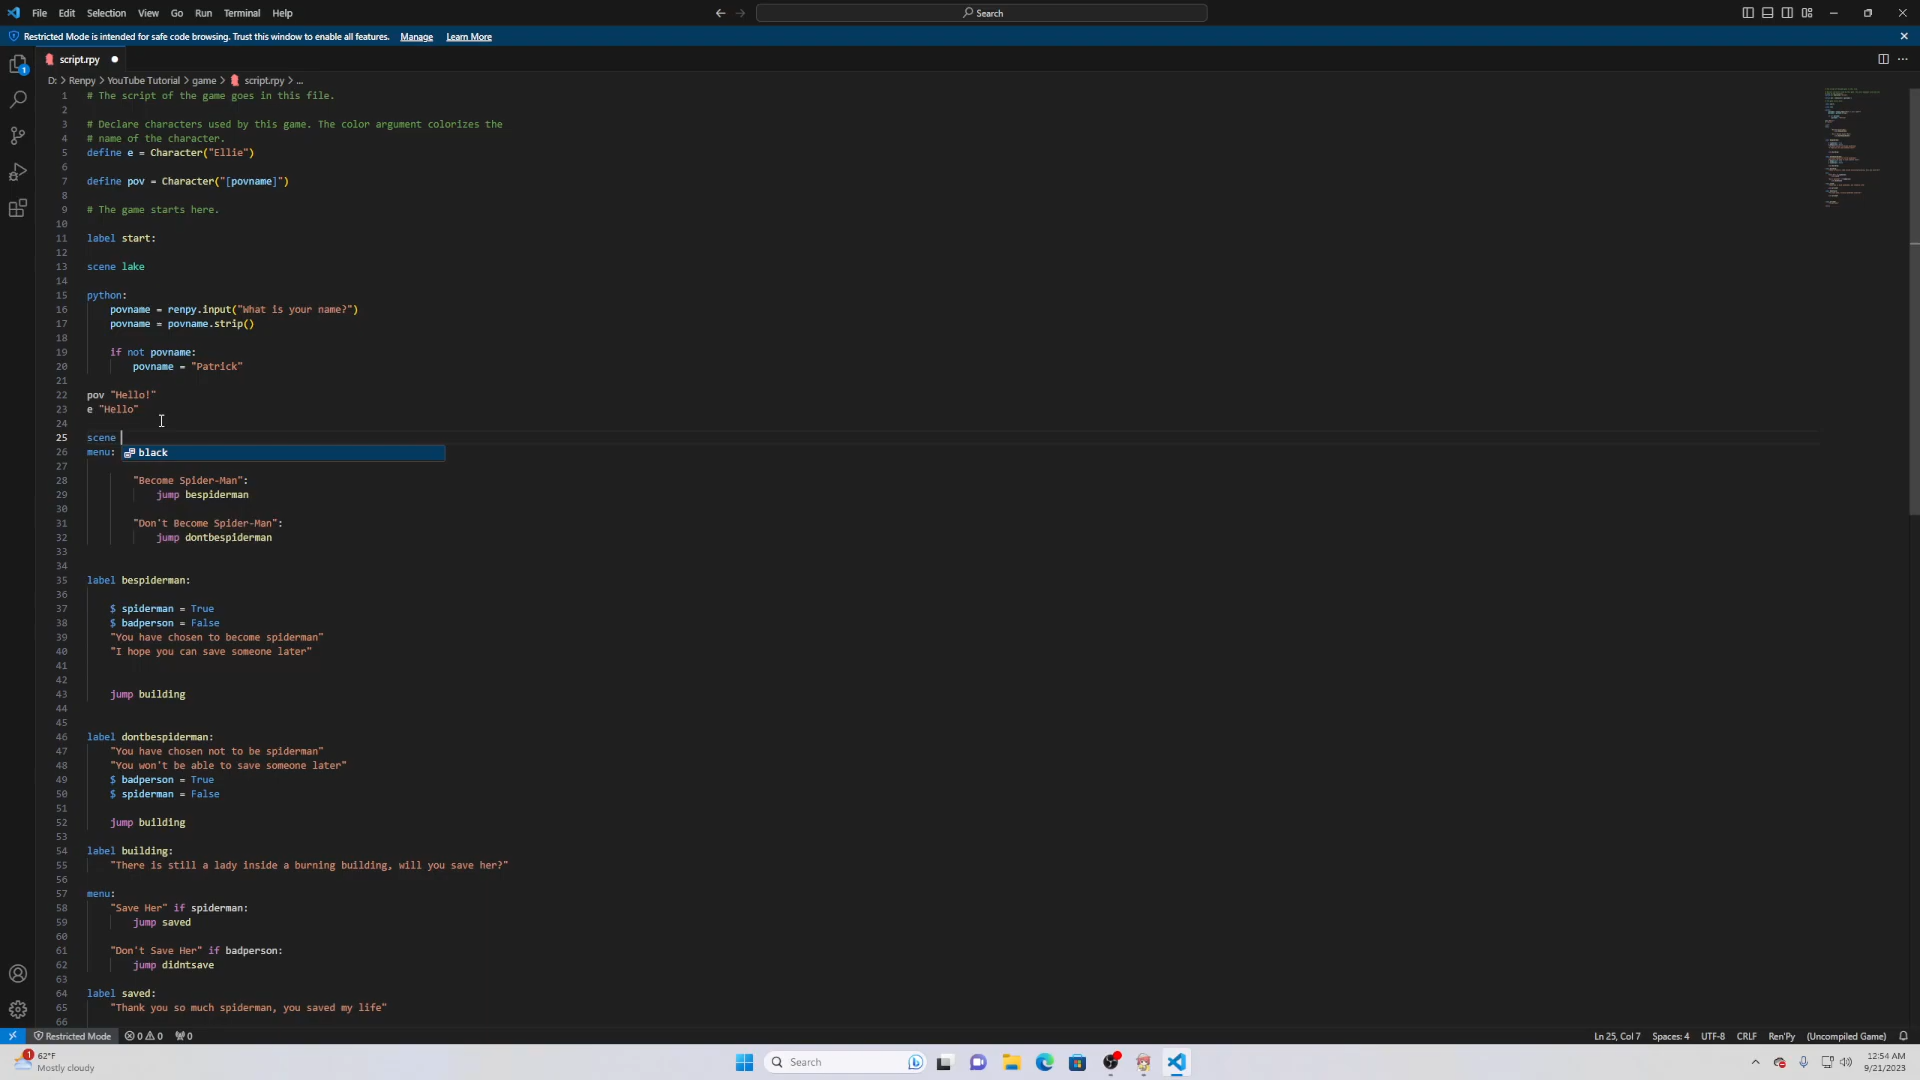 File Edit Selection View Go Run Terminal Help
Search
Restricted Mode is intended for safe code browsing. Trust this window to enable all features. Manage Learn More
script.rpy
D: > Renpy > YouTube Tutorial > game > script.rpy > ...
1 # The script of the game goes in this file.
2
3 # Declare characters used by this game. The color argument colorizes the
4 # name of the character.
5 define e = Character("Ellie")
6
7 define pov = Character("[povname]")
8
9 # The game starts here.
10
11 label start:
12
13 scene lake
14
15 python:
16 povname = renpy.input("What is your name?")
17 povname = povname.strip()
18
19 if not povname:
20 povname = "Patrick"
21
22 pov "Hello!"
23 e "Hello"
24
25 scene
26 menu: black
27
28 "Become Spider-Man":
29 jump bespiderman
30
31 "Don't Become Spider-Man":
32 jump dontbespiderman
33
34
35 label bespiderman:
36
37 $ spiderman = True
38 $ badperson = False
39 "You have chosen to become spiderman"
40 "I hope you can save someone later"
41
42
43 jump building
44
45
46 label dontbespiderman:
47 "You have chosen not to be spiderman"
48 "You won't be able to save someone later"
49 $ badperson = True
50 $ spiderman = False
51
52 jump building
53
54 label building:
55 "There is still a lady inside a burning building, will you save her?"
56
57 menu:
58 "Save Her" if spiderman:
59 jump saved
60
61 "Don't Save Her" if badperson:
62 jump didntsave
63
64 label saved:
65 "Thank you so much spiderman, you saved my life"
66
Restricted Mode 0 0 0 Ln 25, Col 7 Spaces: 4 UTF-8 CRLF Ren'Py (Uncompiled Game)
1
1
62°F
Mostly cloudy
Search
12:54 AM
9/21/2023